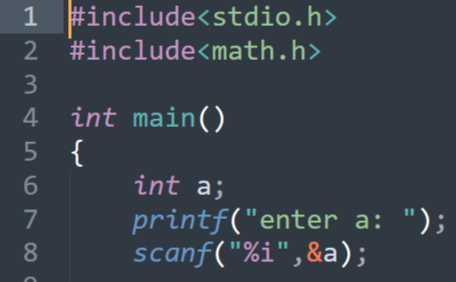 1 #include<stdio.h>
2 #include<math.h>
3
4 int main()
5 {
6 int a;
7 printf("enter a: ");
8 scanf("%i",&a);